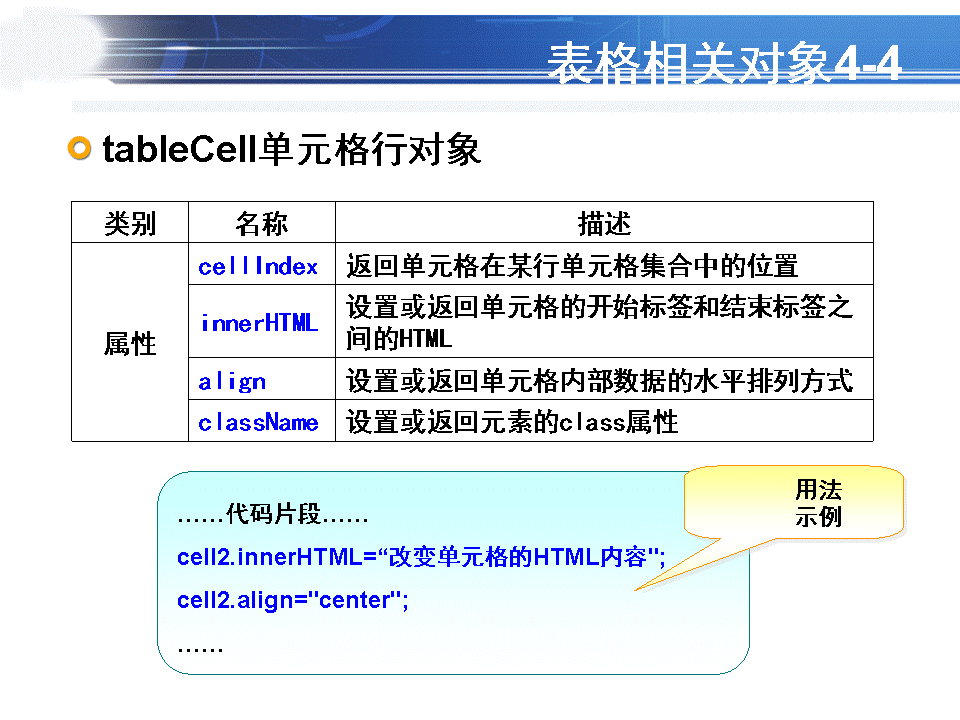 表格相关对象4-4
tableCell单元格行对象
类别 名称 描述
属性
cellIndex 返回单元格在某行单元格集合中的位置
innerHTML 设置或返回单元格的开始标签和结束标签之
间的HTML
align 设置或返回单元格内部数据的水平排列方式
className 设置或返回元素的class属性
用法
示例
……代码片段……
cell2.innerHTML=“改变单元格的HTML内容";
cell2.align="center";
……